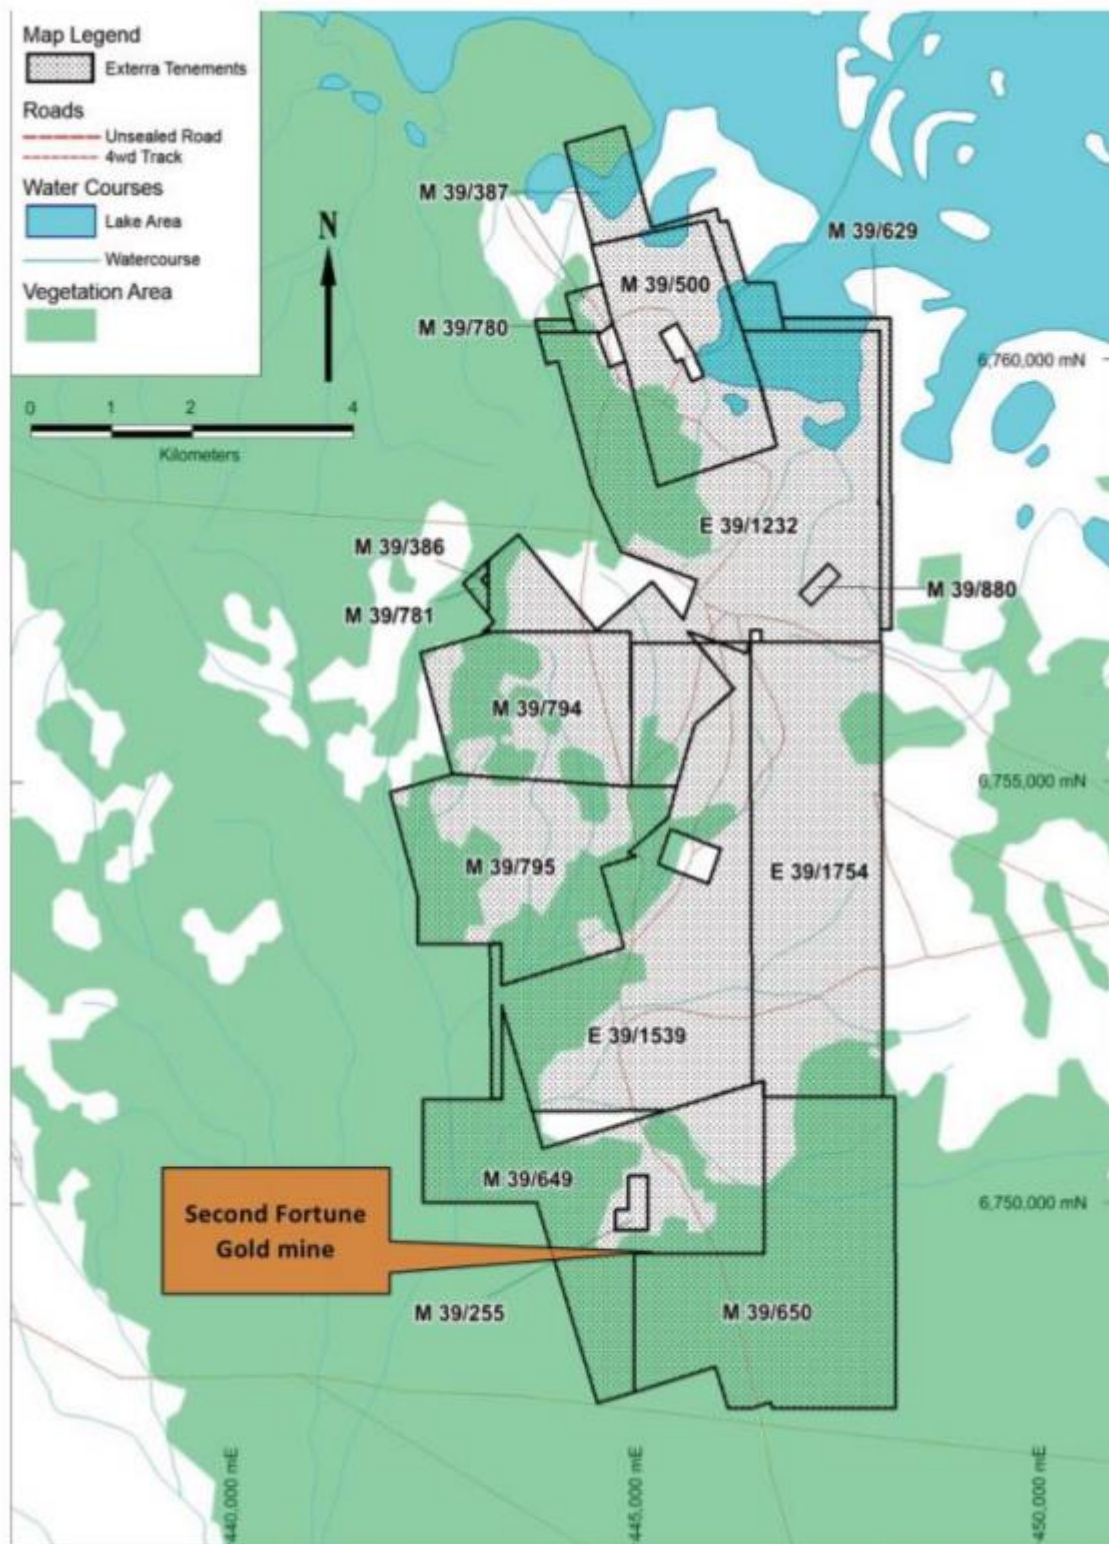 Map Legend
Exterra Tenements
Roads
Unsealed Road
4wd Track
Water Courses
Lake Area
Watercourse
Vegetation Area
N
0 1 2 4
Kilometers
M 39/387
M 39/629
M 39/500
M 39/780
6,760,000 mN
E 39/1232
M 39/386
M 39/880
M 39/781
M 39/794
6,755,000 mN
M 39/795
E 39/1754
E 39/1539
M 39/649
6,750,000 mN
Second Fortune
Gold mine
M 39/255
M 39/650
440,000 mE
445,000 mE
450,000 mE